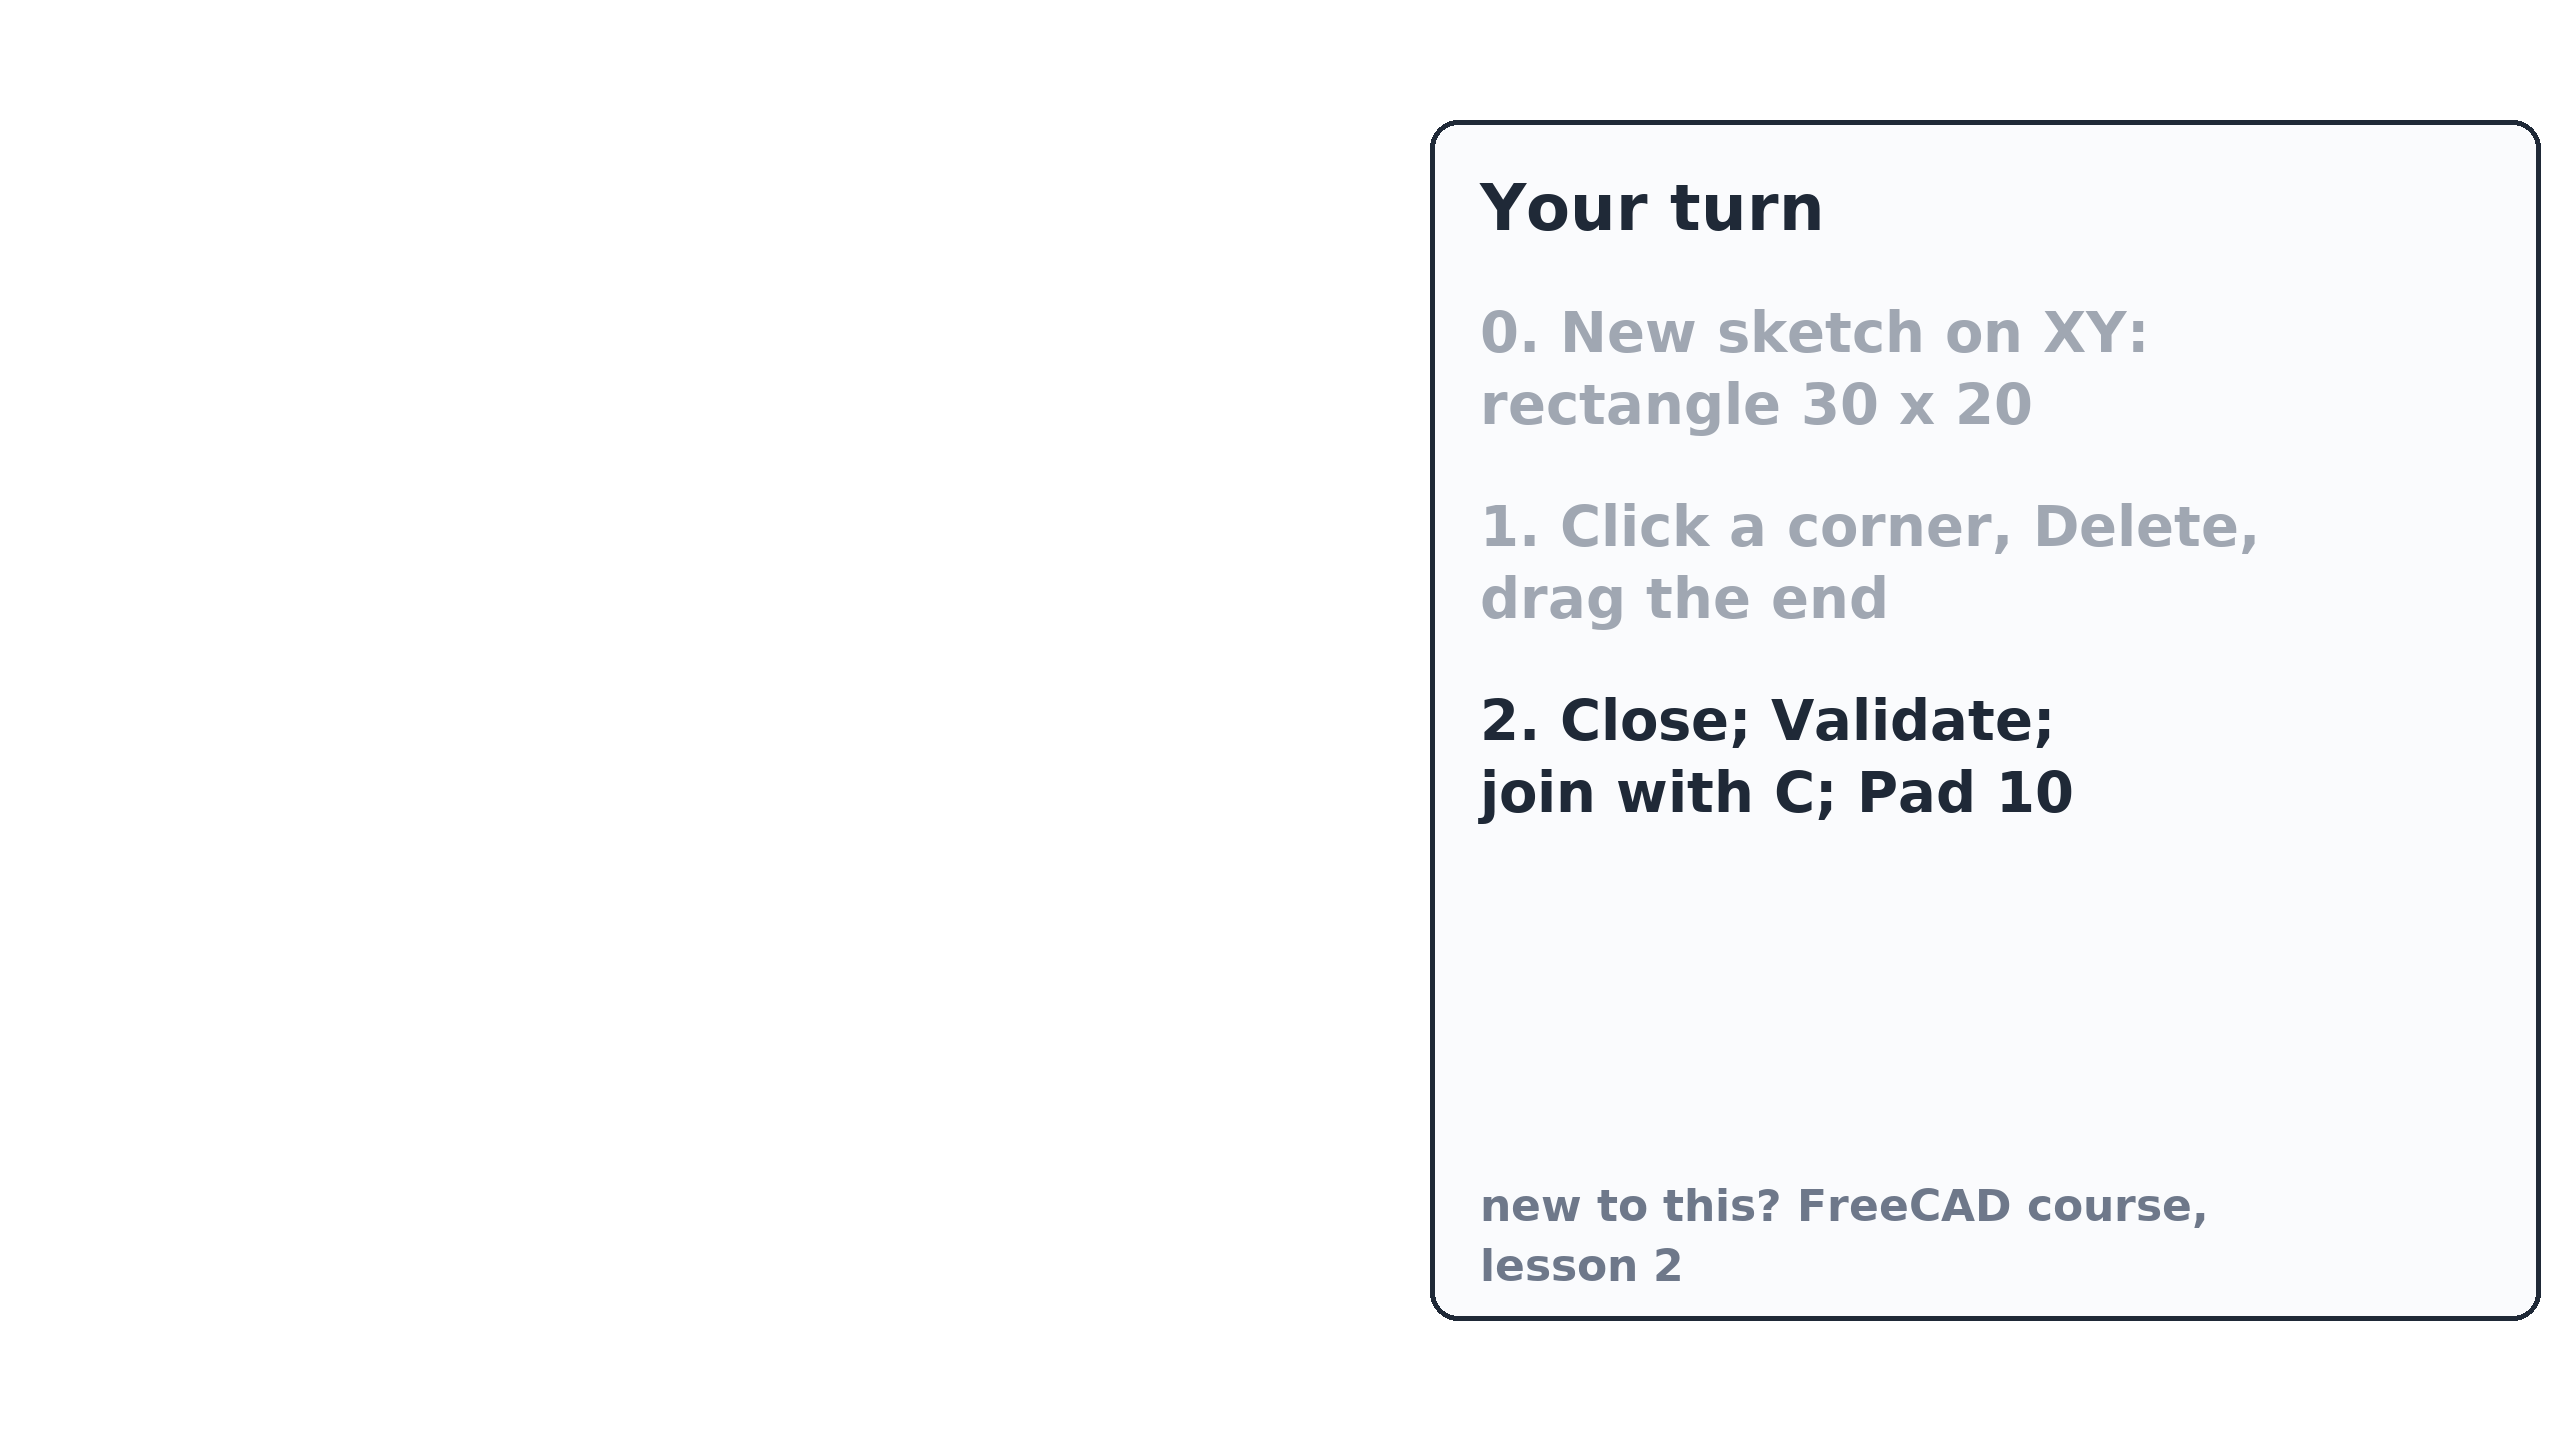 Your turn
0. New sketch on XY:
rectangle 30 x 20
1. Click a corner, Delete,
drag the end
2. Close; Validate;
join with C; Pad 10
new to this? FreeCAD course,
lesson 2